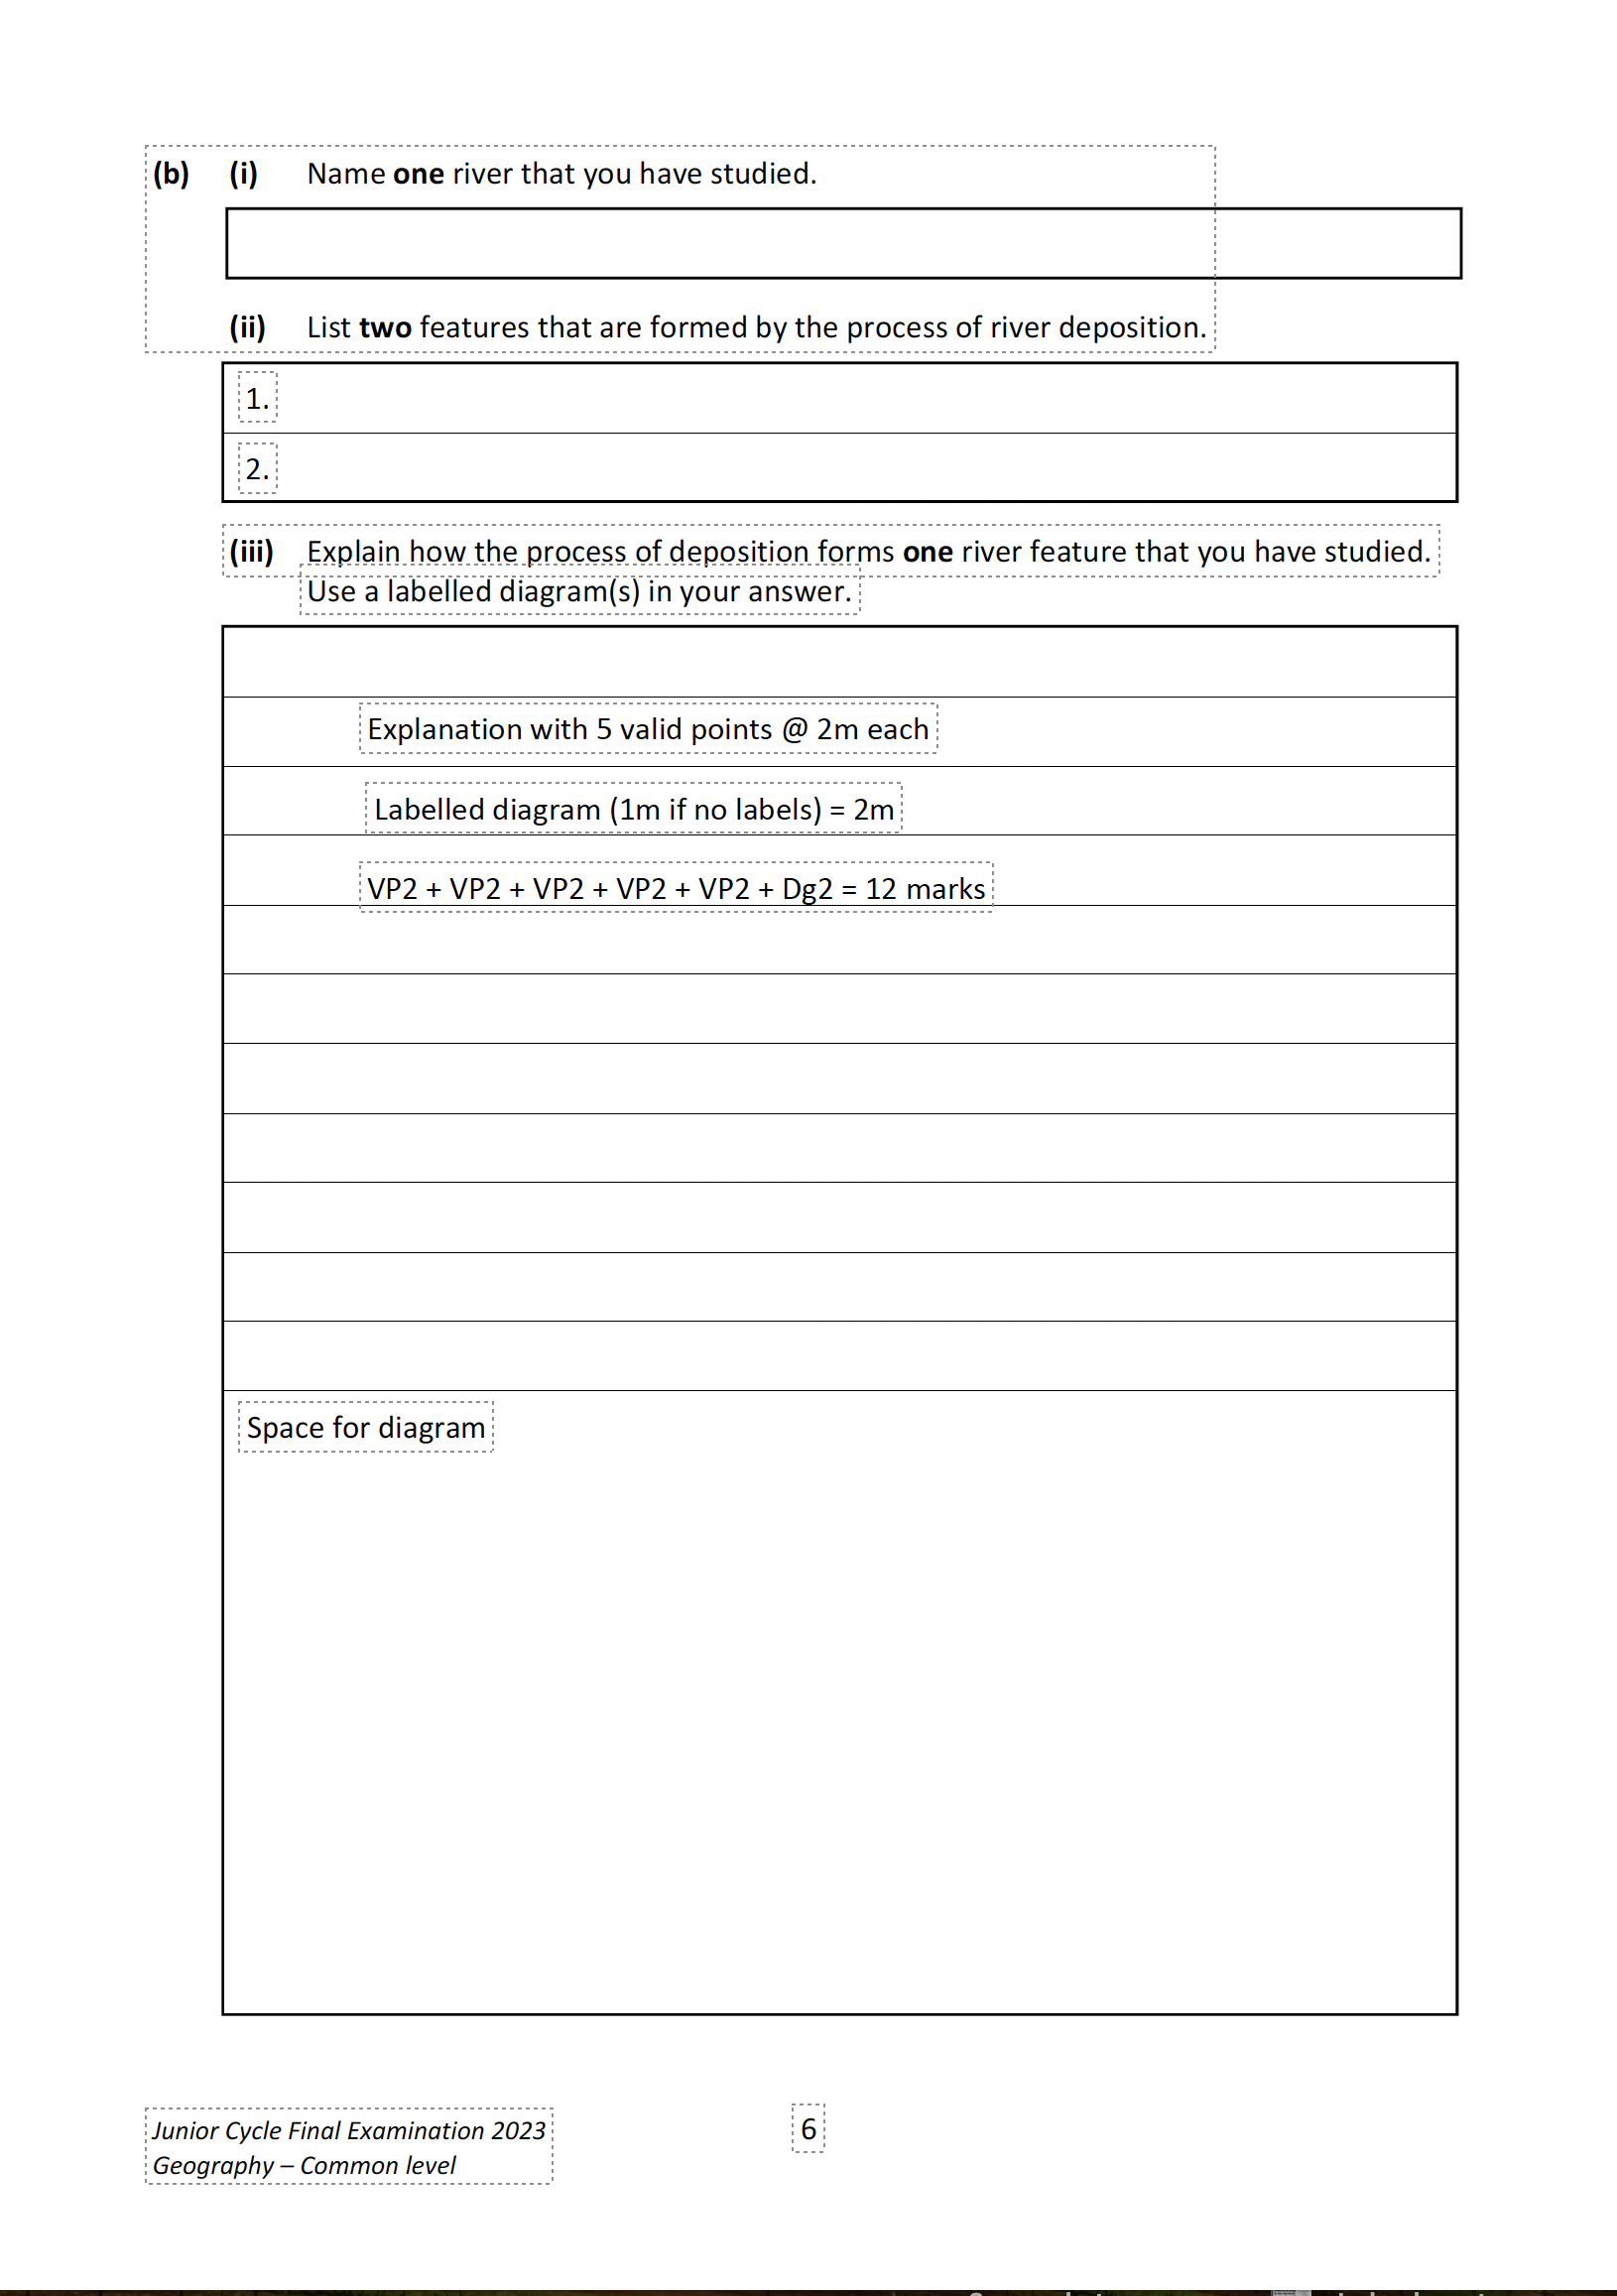 (b) (i) Name one river that you have studied.
(ii) List two features that are formed by the process of river deposition.
1.
2.
(iii) Explain how the process of deposition forms one river feature that you have studied.
Use a labelled diagram(s) in your answer.
Explanation with 5 valid points @ 2m each
Labelled diagram (1m if no labels) = 2m
VP2 + VP2 + VP2 + VP2 + VP2 + Dg2 = 12 marks
Space for diagram
Junior Cycle Final Examination 2023
Geography – Common level
6